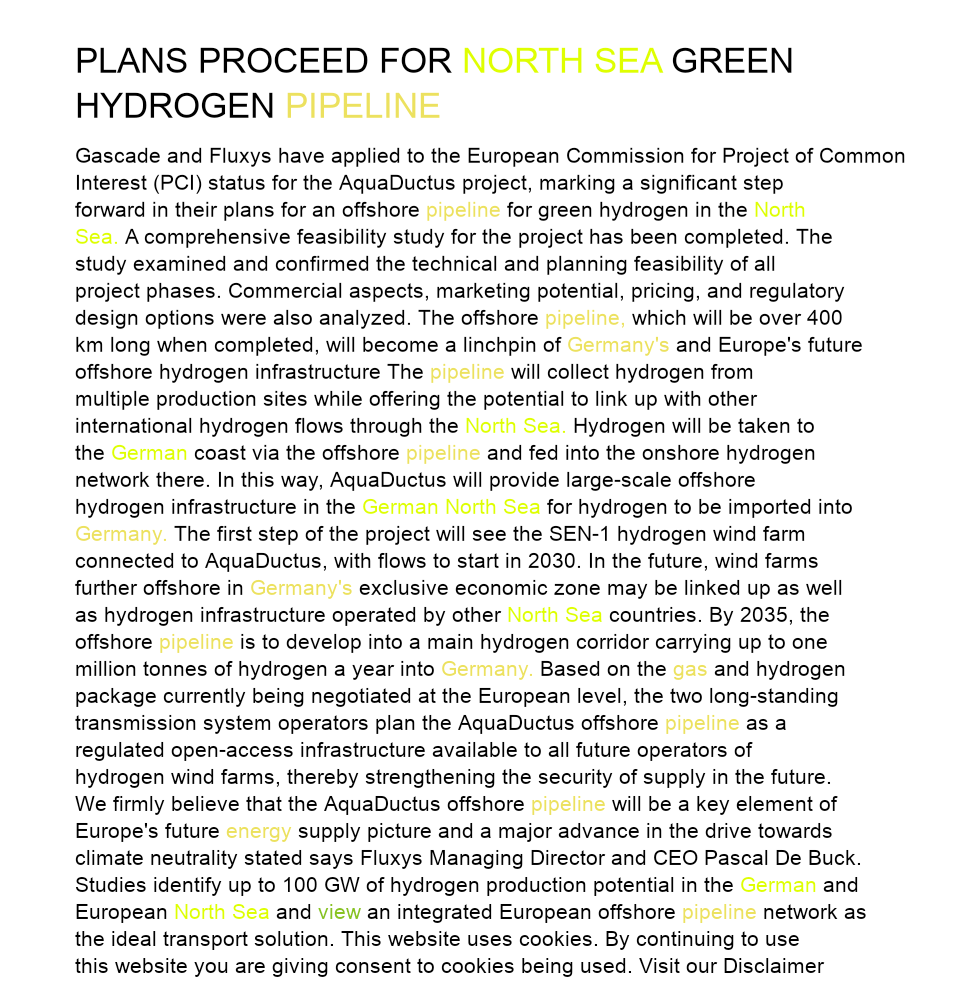 PLANS PROCEED FOR NORTH SEA GREEN
HYDROGEN PIPELINE
Gascade and Fluxys have applied to the European Commission for Project of Common
Interest (PCI) status for the AquaDuctus project, marking a significant step
forward in their plans for an offshore pipeline for green hydrogen in the North
Sea. A comprehensive feasibility study for the project has been completed. The
study examined and confirmed the technical and planning feasibility of all
project phases. Commercial aspects, marketing potential, pricing, and regulatory
design options were also analyzed. The offshore pipeline, which will be over 400
km long when completed, will become a linchpin of Germany's and Europe's future
offshore hydrogen infrastructure The pipeline will collect hydrogen from
multiple production sites while offering the potential to link up with other
international hydrogen flows through the North Sea. Hydrogen will be taken to
the German coast via the offshore pipeline and fed into the onshore hydrogen
network there. In this way, AquaDuctus will provide large-scale offshore
hydrogen infrastructure in the German North Sea for hydrogen to be imported into
Germany. The first step of the project will see the SEN-1 hydrogen wind farm
connected to AquaDuctus, with flows to start in 2030. In the future, wind farms
further offshore in Germany's exclusive economic zone may be linked up as well
as hydrogen infrastructure operated by other North Sea countries. By 2035, the
offshore pipeline is to develop into a main hydrogen corridor carrying up to one
million tonnes of hydrogen a year into Germany. Based on the gas and hydrogen
package currently being negotiated at the European level, the two long-standing
transmission system operators plan the AquaDuctus offshore pipeline as a
regulated open-access infrastructure available to all future operators of
hydrogen wind farms, thereby strengthening the security of supply in the future.
We firmly believe that the AquaDuctus offshore pipeline will be a key element of
Europe's future energy supply picture and a major advance in the drive towards
climate neutrality stated says Fluxys Managing Director and CEO Pascal De Buck.
Studies identify up to 100 GW of hydrogen production potential in the German and
European North Sea and view an integrated European offshore pipeline network as
the ideal transport solution. This website uses cookies. By continuing to use
this website you are giving consent to cookies being used. Visit our Disclaimer